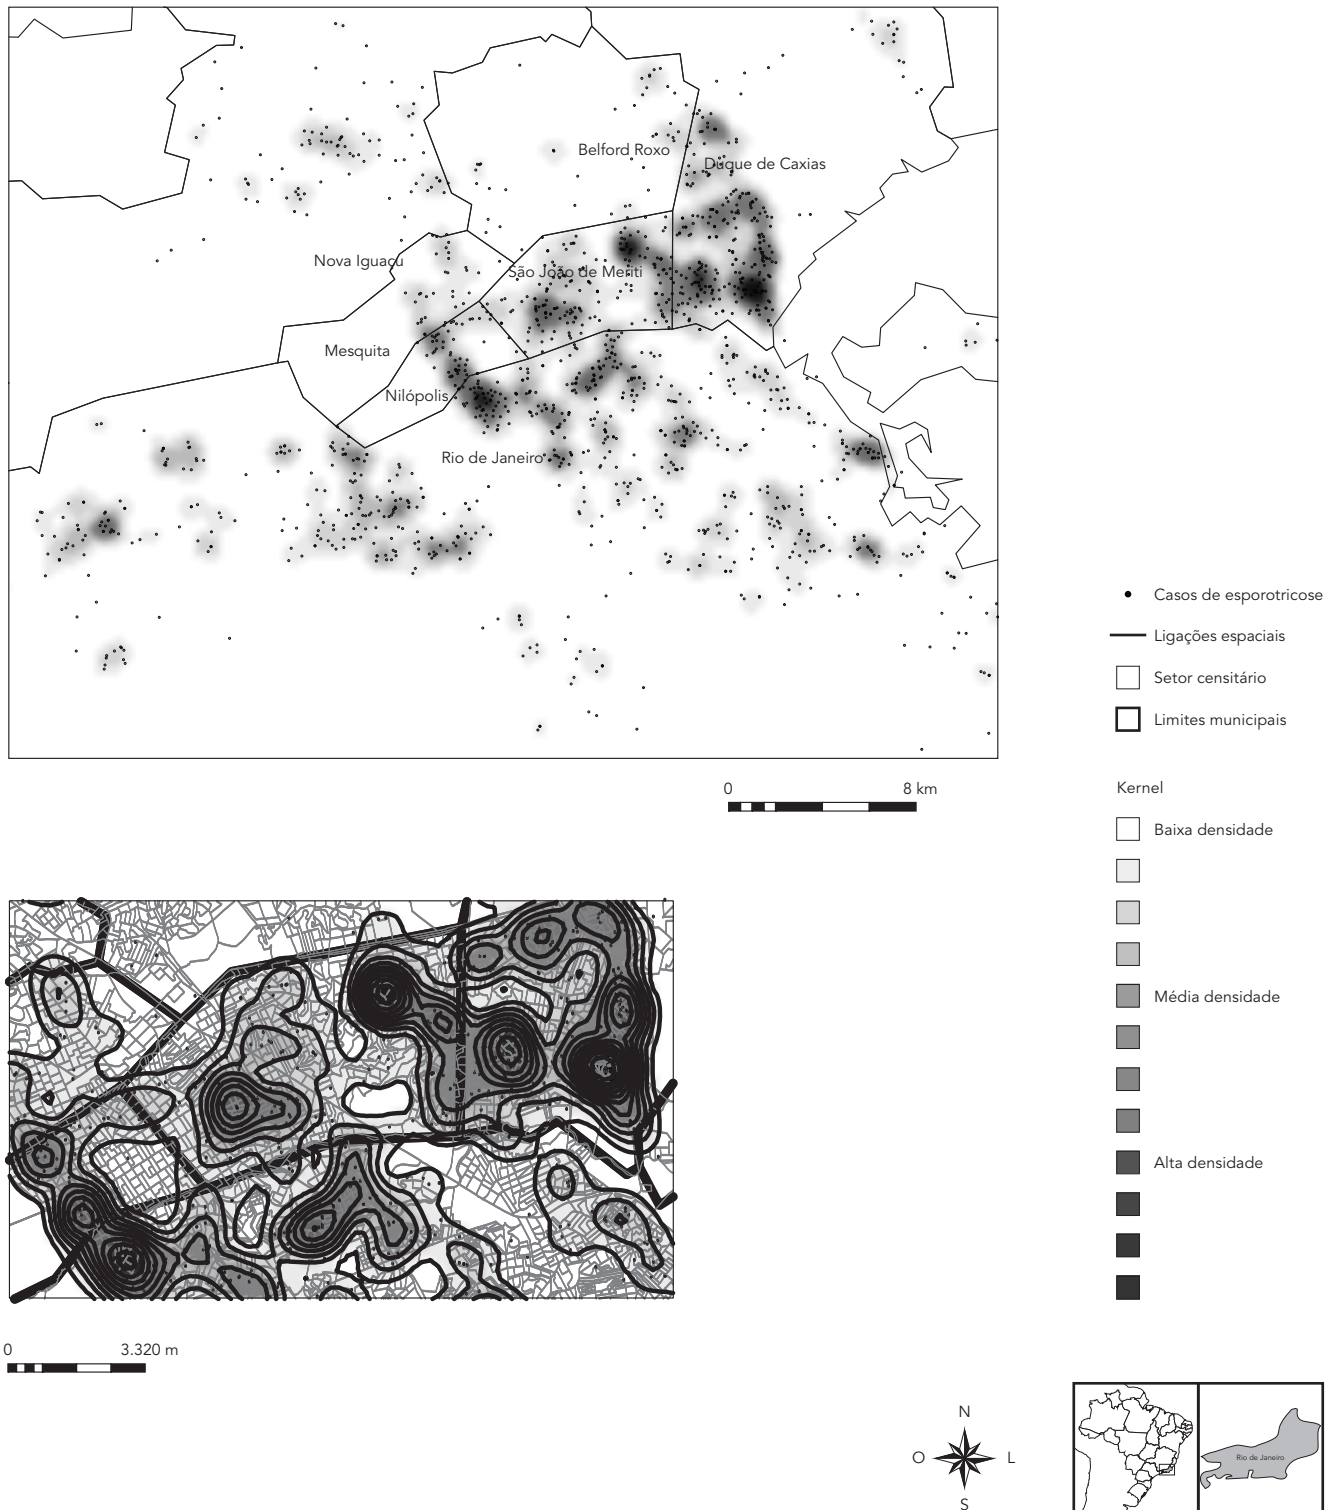 Belford Roxo
Duque de Caxias
Nova Iguaçu
São João de Meriti
Mesquita
Nilópolis
Rio de Janeiro
Casos de esporotricose
Ligações espaciais
Setor censitário
Limites municipais
0 8 km
Kernel
Baixa densidade
Média densidade
Alta densidade
0 3.320 m
N
O L
S
Rio de Janeiro